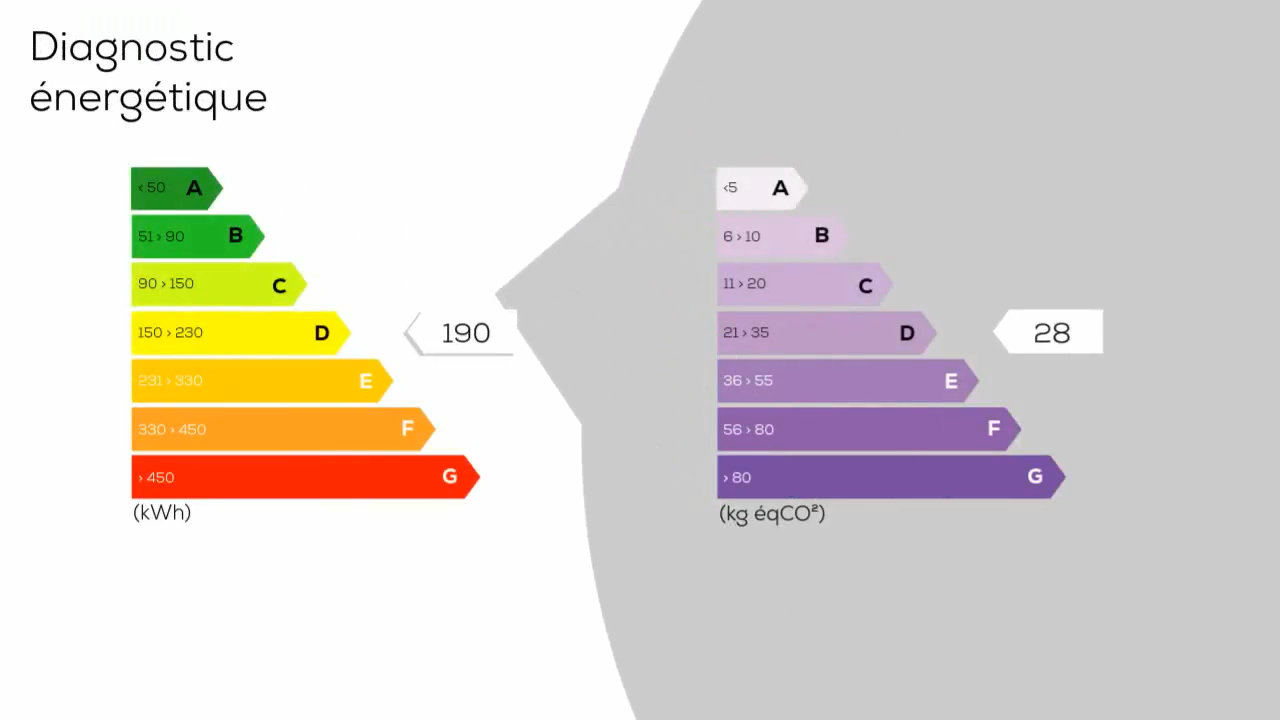 Diagnostic
énergétique
< 50 A
51 > 90 B
90 > 150 C
150 > 230 D
190
231 > 330 E
330 > 450 F
> 450 G
(kWh)
<5 A
6 > 10 B
11 > 20 C
21 > 35 D
28
36 > 55 E
56 > 80 F
> 80 G
(kg éqCO²)